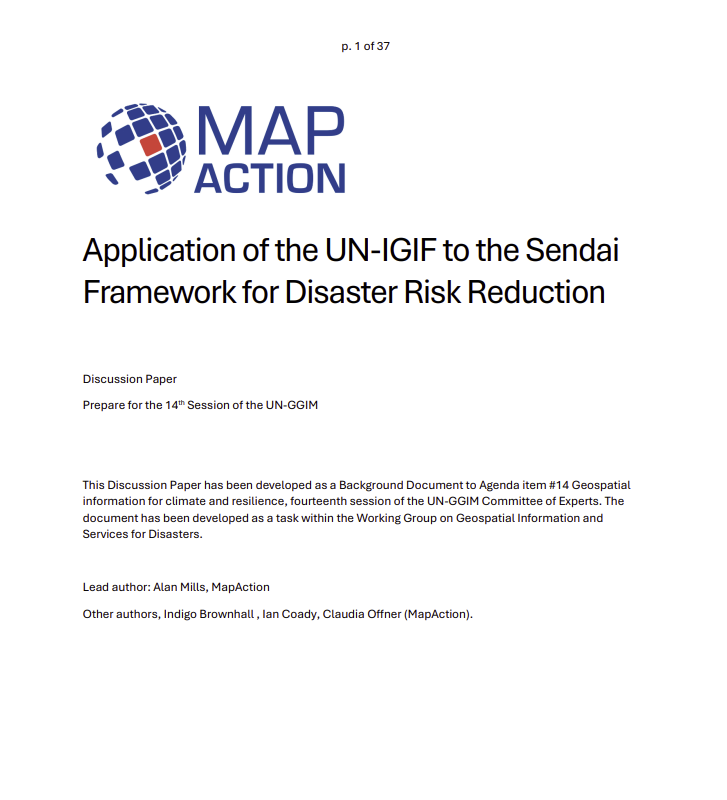 p. 1 of 37
MAP
ACTION
Application of the UN-IGIF to the Sendai
Framework for Disaster Risk Reduction
Discussion Paper
Prepare for the 14th Session of the UN-GGIM
This Discussion Paper has been developed as a Background Document to Agenda item #14 Geospatial
information for climate and resilience, fourteenth session of the UN-GGIM Committee of Experts. The
document has been developed as a task within the Working Group on Geospatial Information and
Services for Disasters.
Lead author: Alan Mills, MapAction
Other authors, Indigo Brownhall , Ian Coady, Claudia Offner (MapAction).